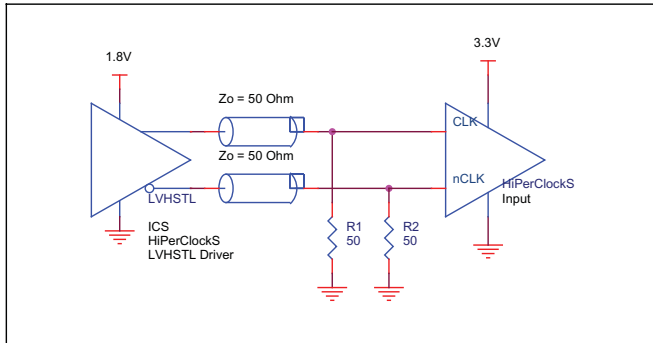 1.8V
3.3V
Zo = 50 Ohm
CLK
Zo = 50 Ohm
nCLK
LVHSTL
HiPerClockS
Input
ICS
HiPerClockS
LVHSTL Driver
R1
50
R2
50